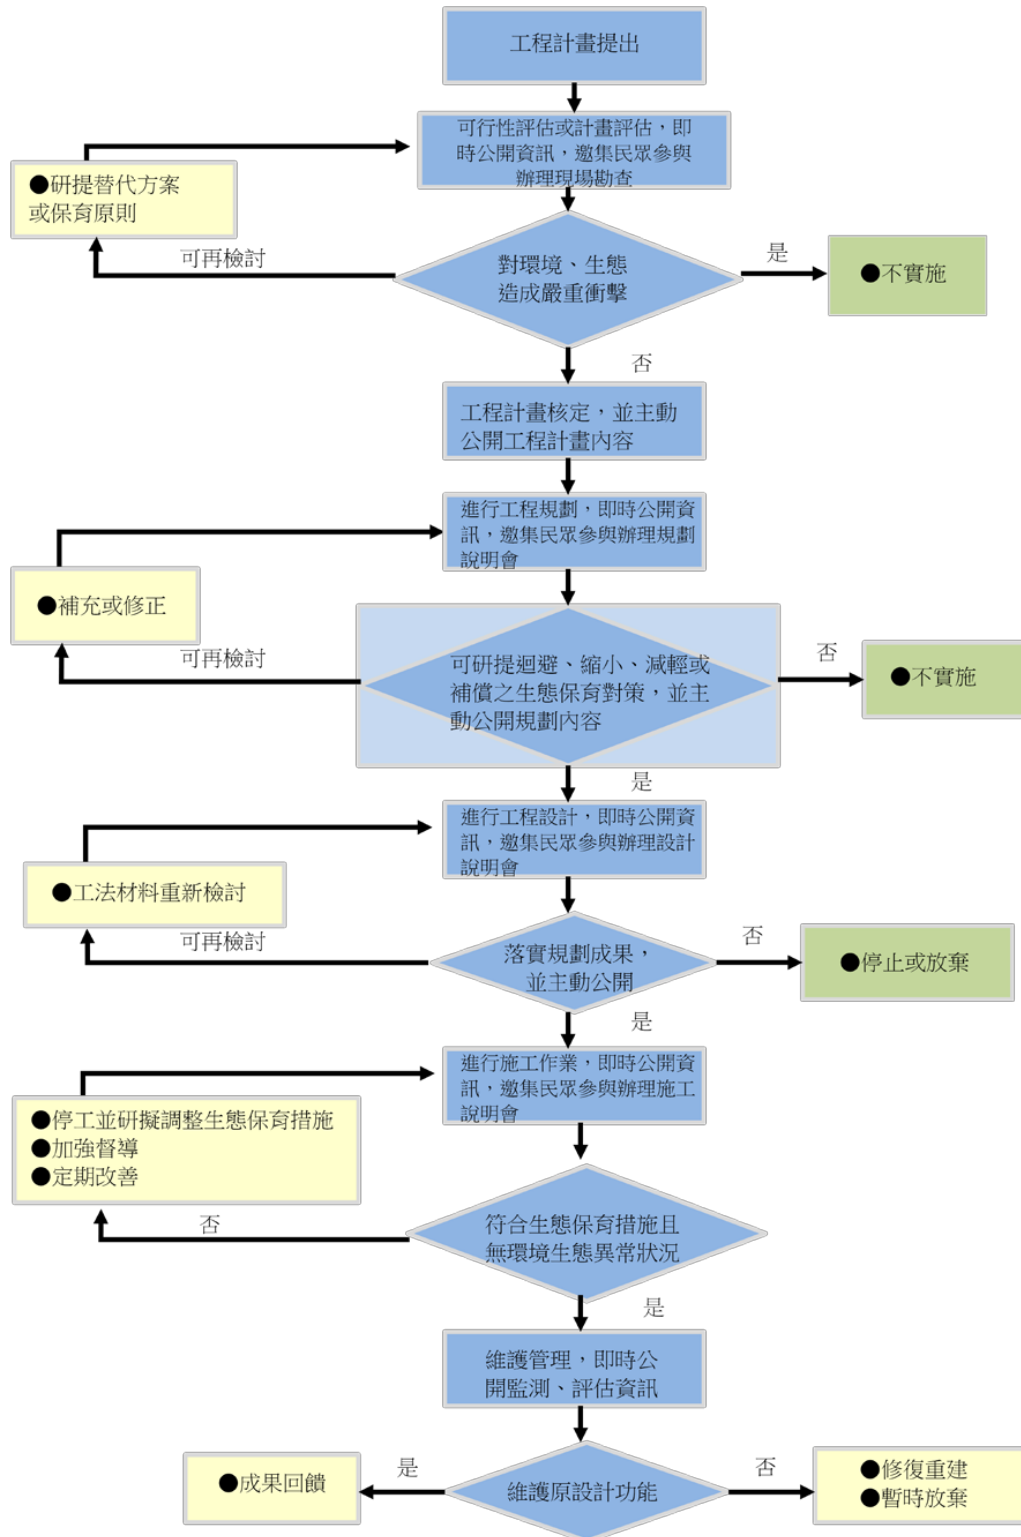 工程計畫提出
可行性評估或計畫評估，即
時公開資訊，邀集民眾參與
辦理現場勘查
●研提替代方案
或保育原則
可再檢討
對環境、生態
造成嚴重衝擊
是
●不實施
否
工程計畫核定，並主動
公開工程計畫內容
進行工程規劃，即時公開資
訊，邀集民眾參與辦理規劃
說明會
●補充或修正
可再檢討
可研提迴避、縮小、減輕或
補償之生態保育對策，並主
動公開規劃內容
否
●不實施
是
進行工程設計，即時公開資
訊，邀集民眾參與辦理設計
說明會
●工法材料重新檢討
可再檢討
落實規劃成果，
並主動公開
否
●停止或放棄
是
進行施工作業，即時公開資
訊，邀集民眾參與辦理施工
說明會
●停工並研擬調整生態保育措施
●加強督導
●定期改善
否
符合生態保育措施且
無環境生態異常狀況
是
維護管理，即時公
開監測、評估資訊
●成果回饋
是
維護原設計功能
否
●修復重建
●暫時放棄